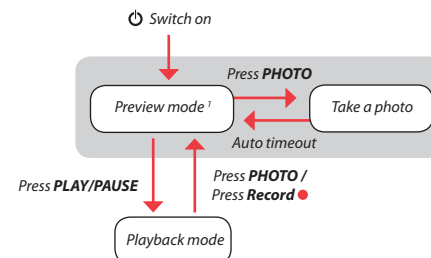 Switch on
Press PHOTO
Preview mode 1
Take a photo
Auto timeout
Press PLAY/PAUSE
Press PHOTO /
Press Record
Playback mode